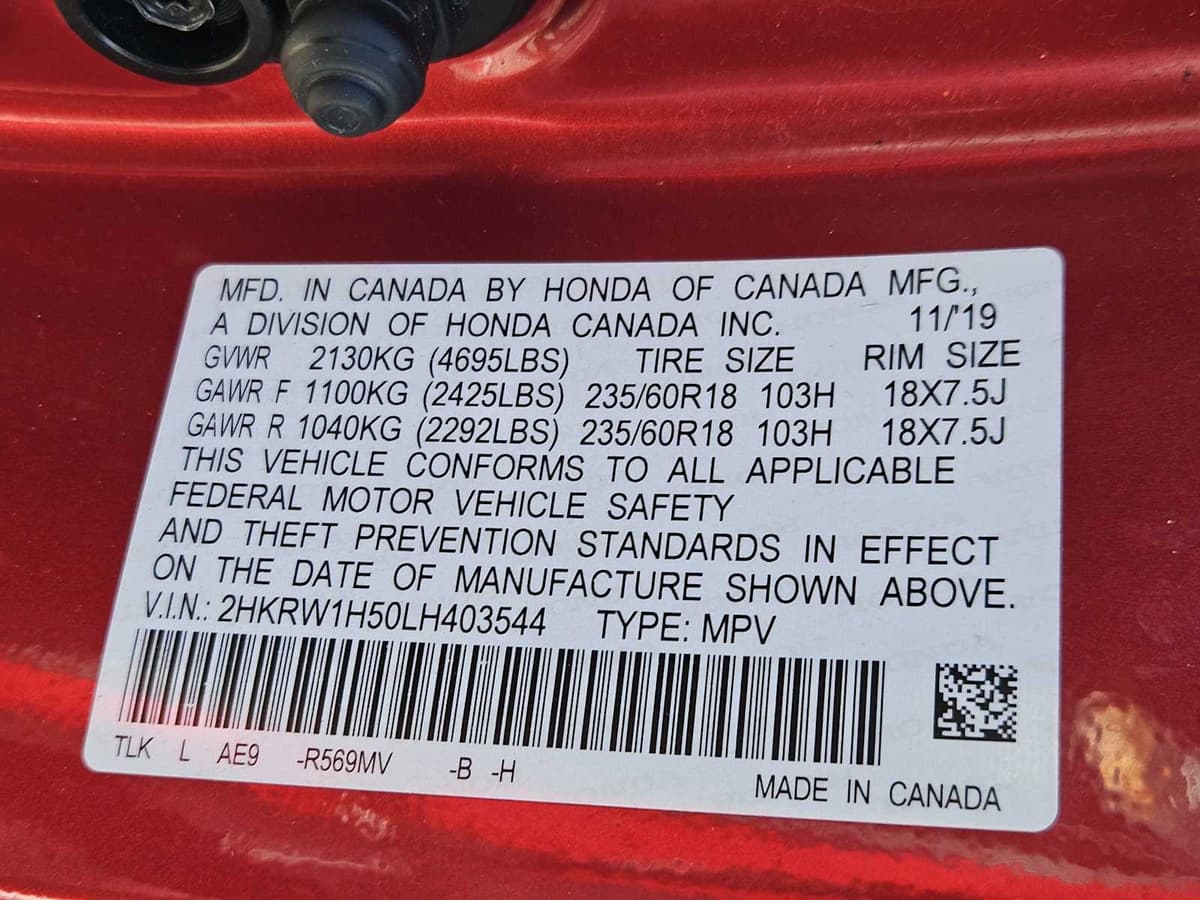 MFD. IN CANADA BY HONDA OF CANADA MFG.,
A DIVISION OF HONDA CANADA INC. 11/'19
GVWR 2130KG (4695LBS) TIRE SIZE RIM SIZE
GAWR F 1100KG (2425LBS) 235/60R18 103H 18X7.5J
GAWR R 1040KG (2292LBS) 235/60R18 103H 18X7.5J
THIS VEHICLE CONFORMS TO ALL APPLICABLE
FEDERAL MOTOR VEHICLE SAFETY
AND THEFT PREVENTION STANDARDS IN EFFECT
ON THE DATE OF MANUFACTURE SHOWN ABOVE.
V.I.N.: 2HKRW1H50LH403544 TYPE: MPV
TLK L AE9 -R569MV -B -H
MADE IN CANADA